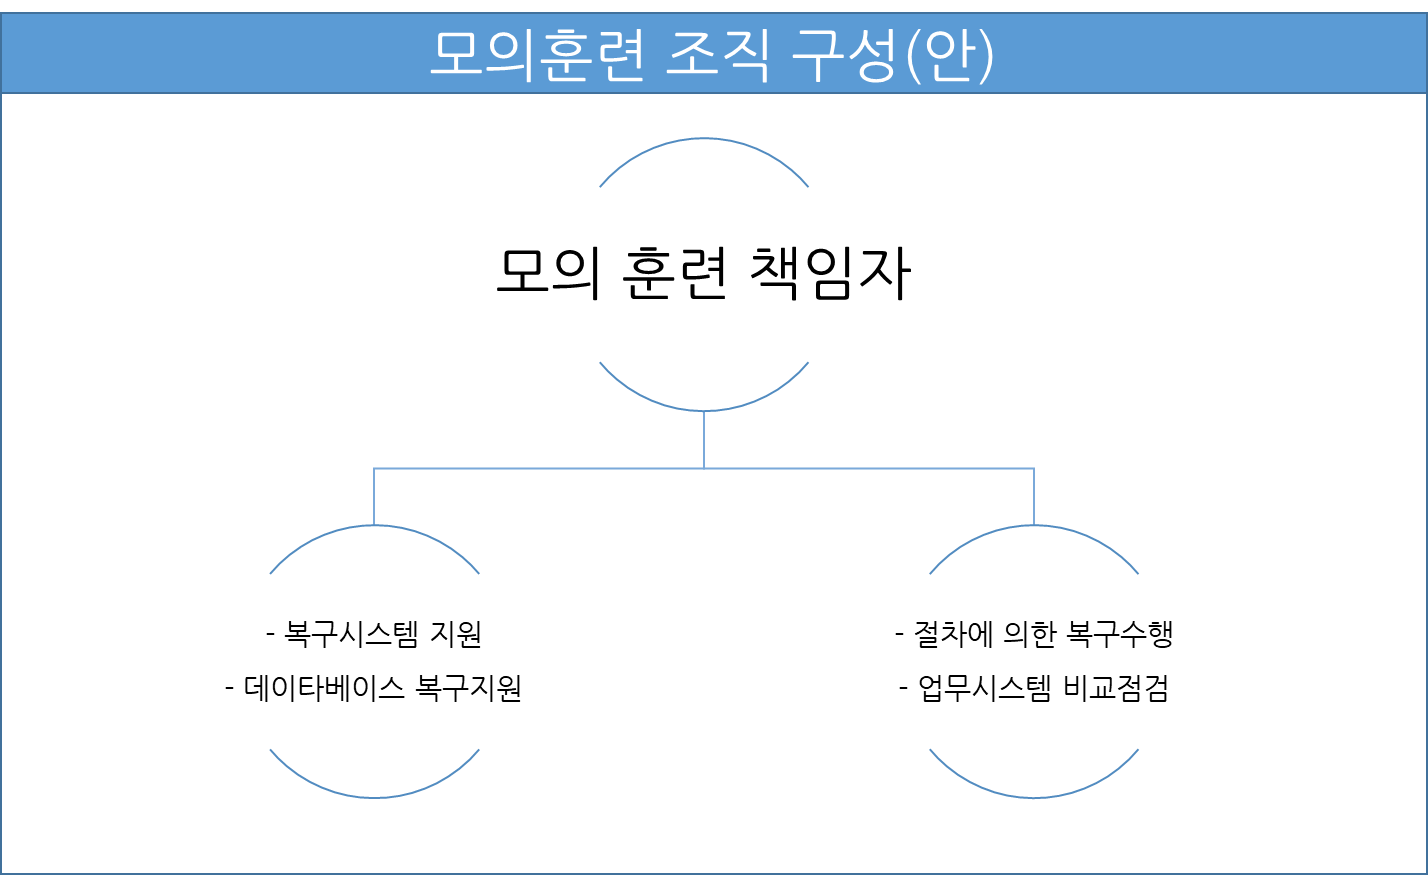 모의훈련 조직 구성(안)
모의 훈련 책임자
- 복구시스템 지원
- 데이타베이스 복구지원
- 절차에 의한 복구수행
- 업무시스템 비교점검